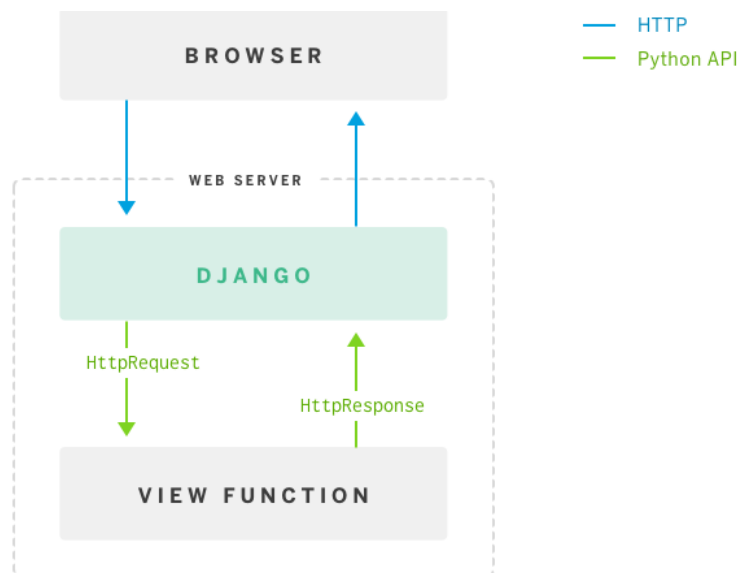 BROWSER
HTTP
Python API
WEB SERVER
DJANGO
HttpRequest
HttpResponse
VIEW FUNCTION